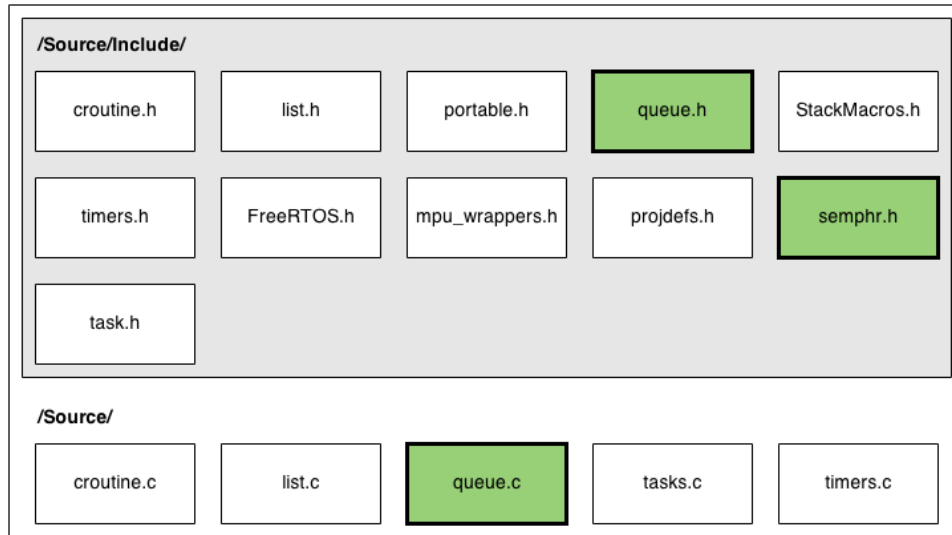 /Source/Include/
croutine.h list.h portable.h queue.h StackMacros.h
timers.h FreeRTOS.h mpu_wrappers.h projdefs.h semphr.h
task.h
/Source/
croutine.c list.c queue.c tasks.c timers.c